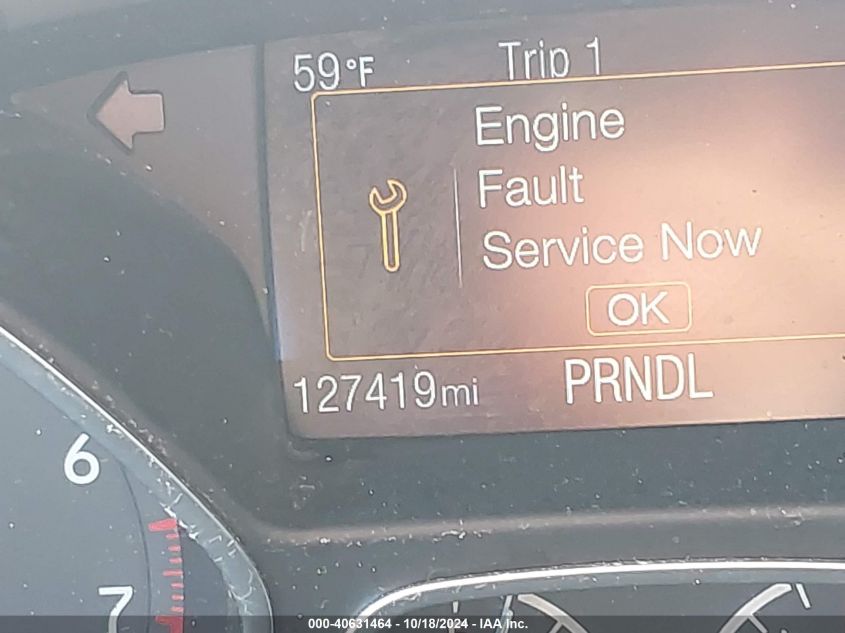 59°F Trip 1
Engine
Fault
Service Now
OK
127419mi PRNDL
6
7
000-40631464 - 10/18/2024 - IAA Inc.